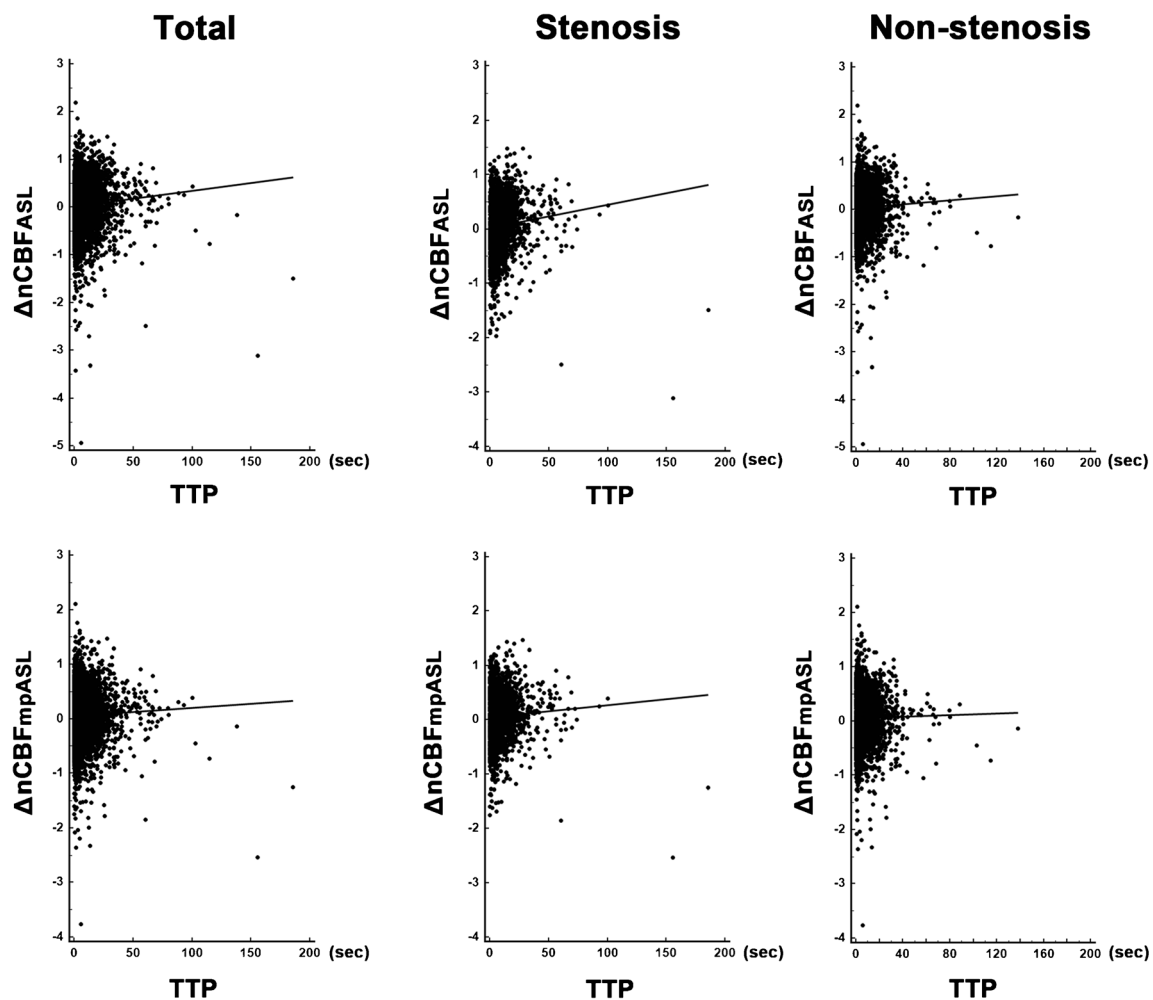 Total Stenosis Non-stenosis
3 3 3
2 2 2
1 1 1
0 0 0
-1 -1 -1
-2 -2 -2
-3 -3 -3
-4 -4 -4
-5 -5
ΔnCBFASL ΔnCBFASL ΔnCBFASL
0 50 100 150 200 (sec) 0 50 100 150 200 (sec) 0 40 80 120 160 200 (sec)
TTP TTP TTP
3 3 3
2 2 2
1 1 1
0 0 0
-1 -1 -1
-2 -2 -2
-3 -3 -3
-4 -4 -4
ΔnCBFmpASL ΔnCBFmpASL ΔnCBFmpASL
0 50 100 150 200 (sec) 0 50 100 150 200 (sec) 0 40 80 120 160 200 (sec)
TTP TTP TTP